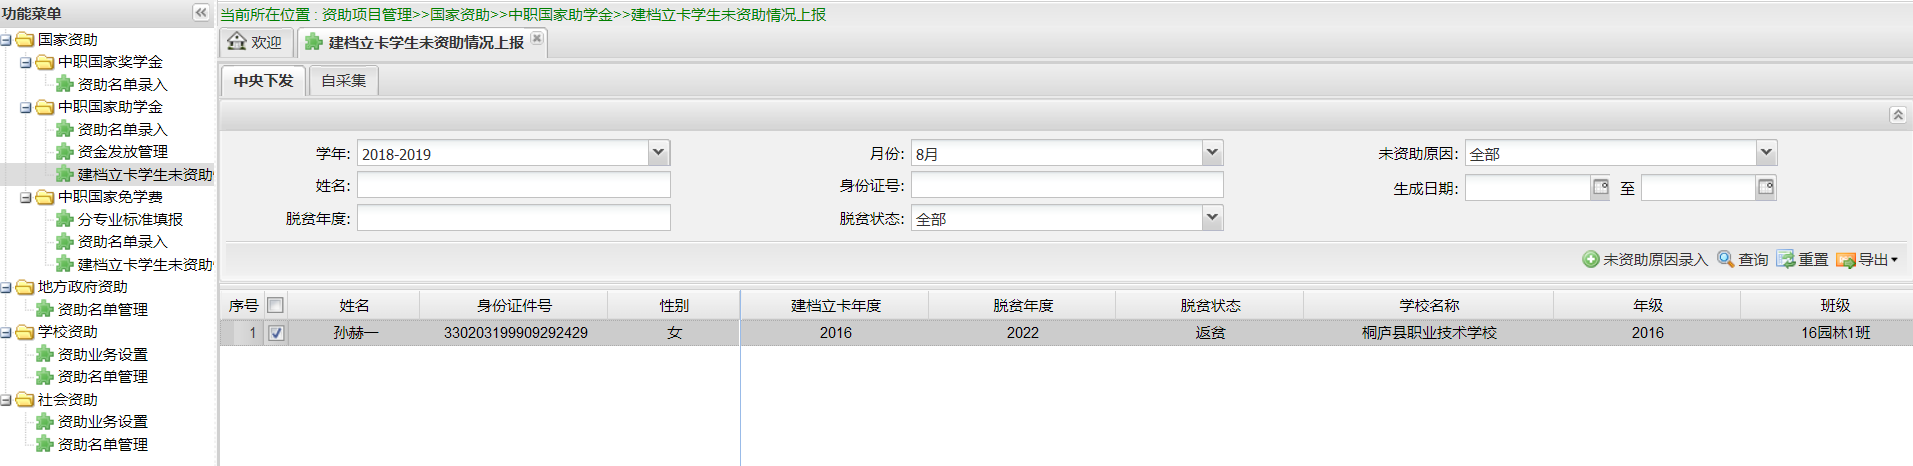 功能菜单
当前所在位置 : 资助项目管理>>国家资助>>中职国家助学金>>建档立卡学生未资助情况上报
国家资助
中职国家奖学金
资助名单录入
中职国家助学金
资助名单录入
资金发放管理
建档立卡学生未资助
中职国家免学费
分专业标准填报
资助名单录入
建档立卡学生未资助
地方政府资助
资助名单管理
学校资助
资助业务设置
资助名单管理
社会资助
资助业务设置
资助名单管理
欢迎 建档立卡学生未资助情况上报
中央下发 自采集
学年: 2018-2019 月份: 8月 未资助原因: 全部
姓名: 身份证号: 生成日期: 至
脱贫年度: 脱贫状态: 全部
未资助原因录入 查询 重置 导出
序号 姓名 身份证件号 性别 建档立卡年度 脱贫年度 脱贫状态 学校名称 年级 班级
1 孙赫一 330203199909292429 女 2016 2022 返贫 桐庐县职业技术学校 2016 16园林1班